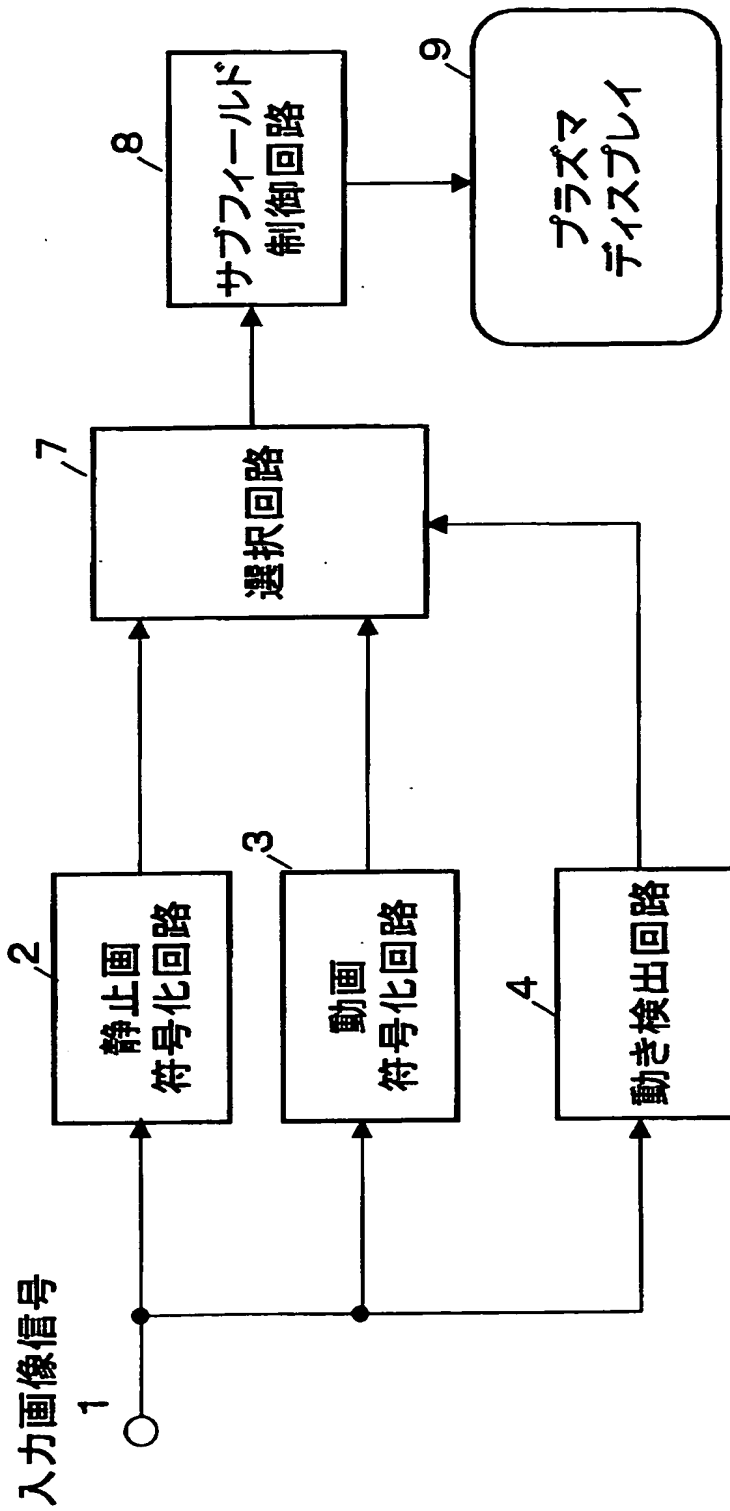 入力画像信号
1
2
静止画
符号化回路
3
動画
符号化回路
4
動き検出回路
7
選択回路
8
サブフィールド
制御回路
9
プラズマ
ディスプレイ